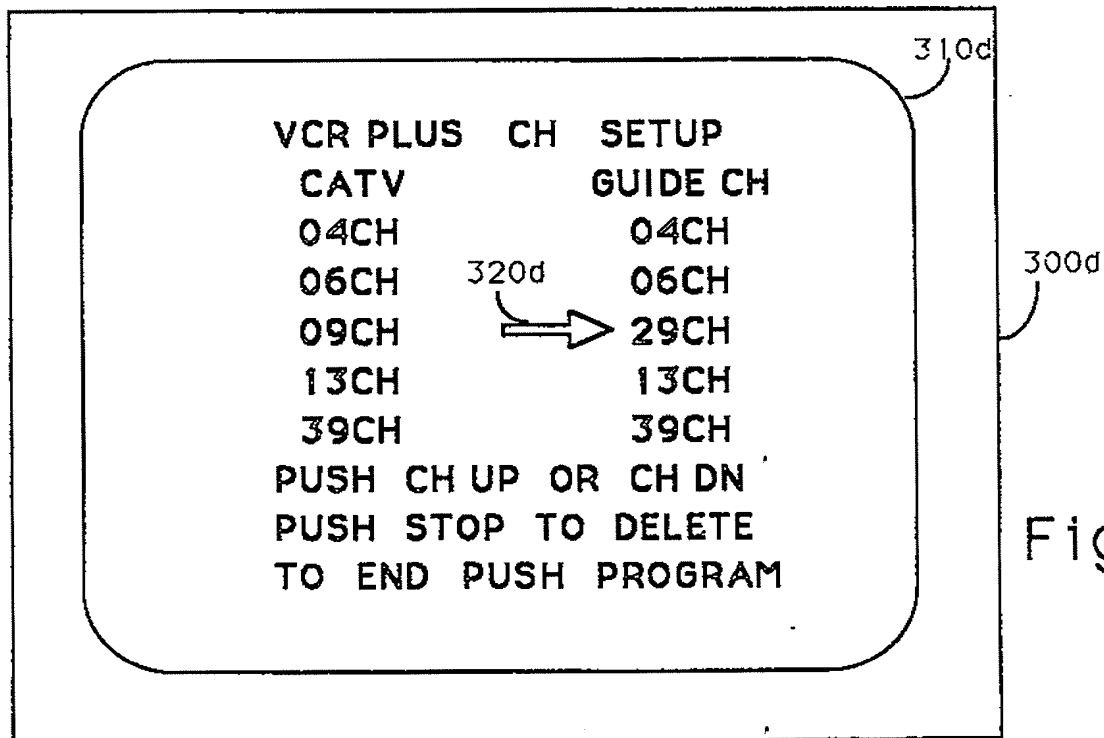 310d
VCR PLUS CH SETUP
CATV GUIDE CH
04CH 04CH
06CH 320d 06CH
300d
09CH 29CH
13CH 13CH
39CH 39CH
PUSH CH UP OR CH DN
PUSH STOP TO DELETE
Fig
TO END PUSH PROGRAM